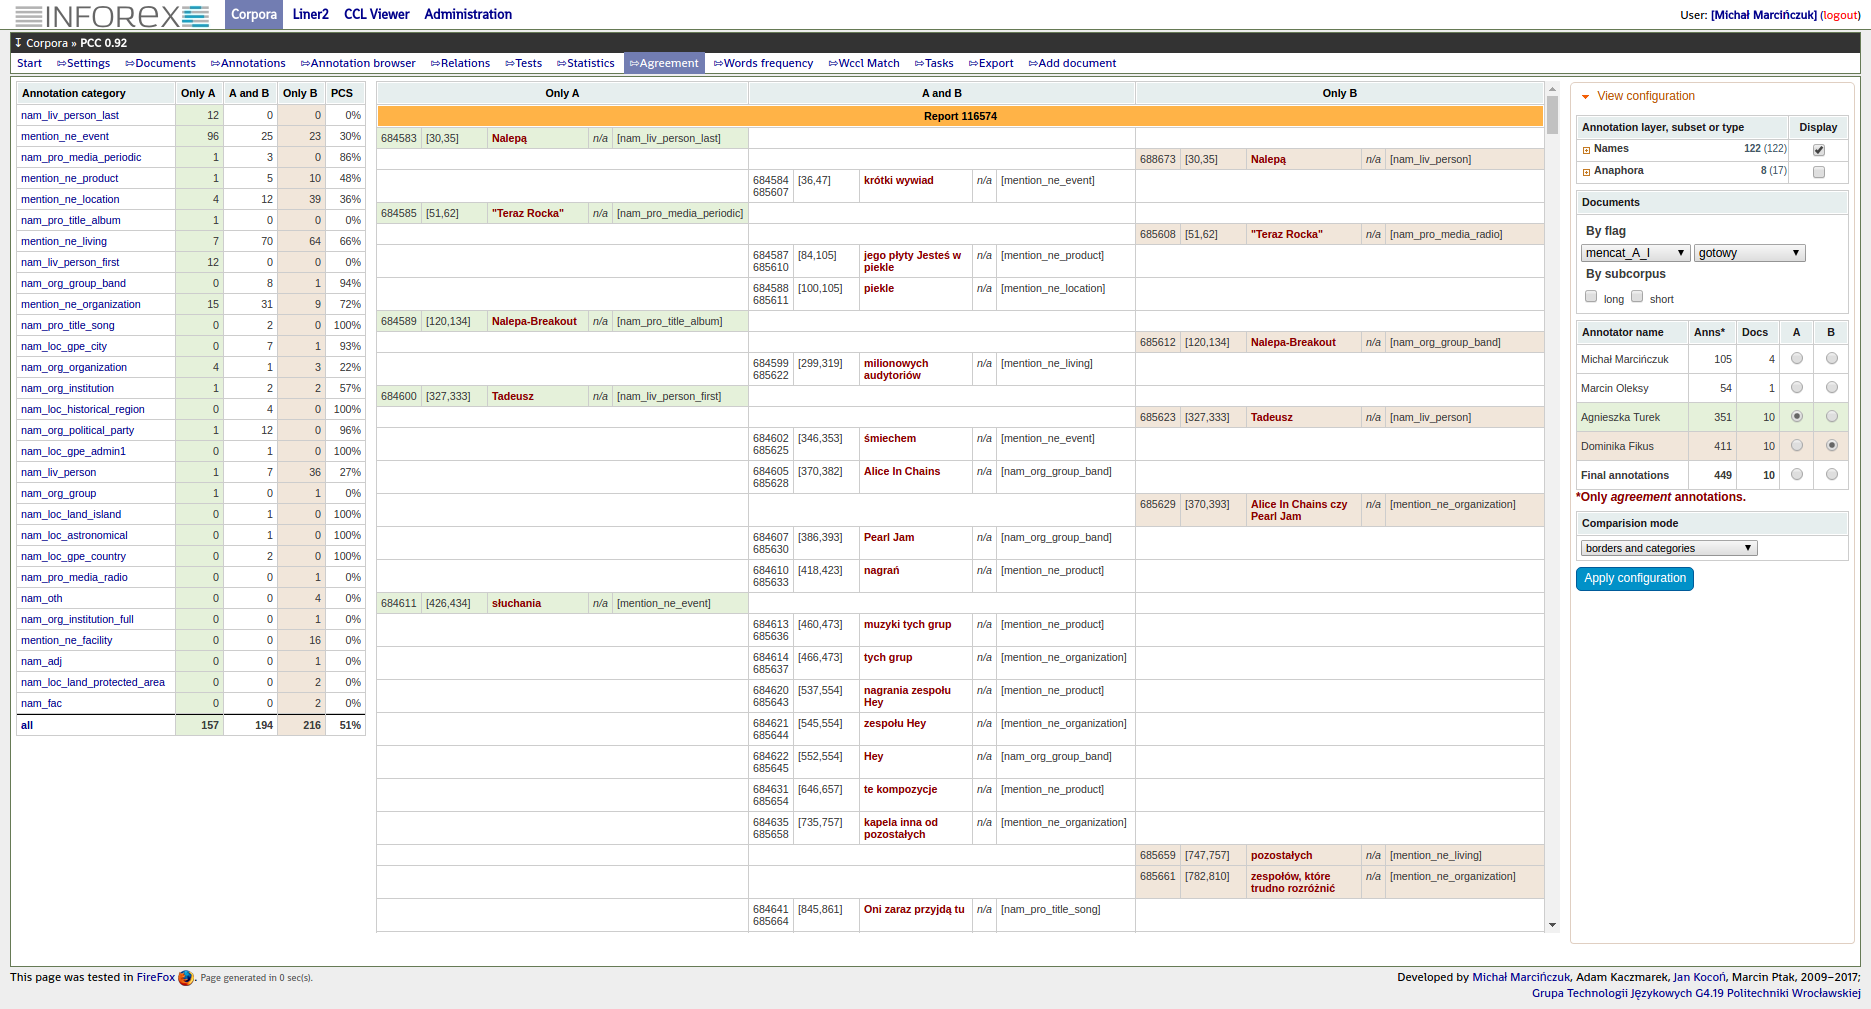 INFOREX Corpora Liner2 CCL Viewer Administration User: [Michał Marcińczuk] (logout)
Corpora » PCC 0.92
Start ⇰Settings ⇰Documents ⇰Annotations ⇰Annotation browser ⇰Relations ⇰Tests ⇰Statistics ⇰Agreement ⇰Words frequency ⇰Wccl Match ⇰Tasks ⇰Export ⇰Add document
Annotation category Only A A and B Only B PCS
nam_liv_person_last 12 0 0 0%
mention_ne_event 96 25 23 30%
nam_pro_media_periodic 1 3 0 86%
mention_ne_product 1 5 10 48%
mention_ne_location 4 12 39 36%
nam_pro_title_album 1 0 0 0%
mention_ne_living 7 70 64 66%
nam_liv_person_first 12 0 0 0%
nam_org_group_band 0 8 1 94%
mention_ne_organization 15 31 9 72%
nam_pro_title_song 0 2 0 100%
nam_loc_gpe_city 0 7 1 93%
nam_org_organization 4 1 3 22%
nam_org_institution 1 2 2 57%
nam_loc_historical_region 0 4 0 100%
nam_org_political_party 1 12 0 96%
nam_loc_gpe_admin1 0 1 0 100%
nam_liv_person 1 7 36 27%
nam_org_group 1 0 1 0%
nam_loc_land_island 0 1 0 100%
nam_loc_astronomical 0 1 0 100%
nam_loc_gpe_country 0 2 0 100%
nam_pro_media_radio 0 0 1 0%
nam_oth 0 0 4 0%
nam_org_institution_full 0 0 1 0%
mention_ne_facility 0 0 16 0%
nam_adj 0 0 1 0%
nam_loc_land_protected_area 0 0 2 0%
nam_fac 0 0 2 0%
all 157 194 216 51%
Only A A and B Only B
Report 116574
684583 [30,35] Nalepą n/a [nam_liv_person_last]
688673 [30,35] Nalepą n/a [nam_liv_person]
684584 [36,47] krótki wywiad n/a [mention_ne_event]
685607
684585 [51,62] "Teraz Rocka" n/a [nam_pro_media_periodic]
685608 [51,62] "Teraz Rocka" n/a [nam_pro_media_radio]
684587 [84,105] jego płyty Jesteś w n/a [mention_ne_product]
685610 piekle
684588 [100,105] piekle n/a [mention_ne_location]
685611
684589 [120,134] Nalepa-Breakout n/a [nam_pro_title_album]
685612 [120,134] Nalepa-Breakout n/a [nam_org_group_band]
684599 [299,319] milionowych n/a [mention_ne_living]
685622 audytoriów
684600 [327,333] Tadeusz n/a [nam_liv_person_first]
685623 [327,333] Tadeusz n/a [nam_liv_person]
684602 [346,353] śmiechem n/a [mention_ne_event]
685625
684605 [370,382] Alice In Chains n/a [nam_org_group_band]
685628
685629 [370,393] Alice In Chains czy n/a [mention_ne_organization]
Pearl Jam
684607 [386,393] Pearl Jam n/a [nam_org_group_band]
685630
684610 [418,423] nagrań n/a [mention_ne_product]
685633
684611 [426,434] słuchania n/a [mention_ne_event]
684613 [460,473] muzyki tych grup n/a [mention_ne_product]
685636
684614 [466,473] tych grup n/a [mention_ne_organization]
685637
684620 [537,554] nagrania zespołu n/a [mention_ne_product]
685643 Hey
684621 [545,554] zespołu Hey n/a [mention_ne_organization]
685644
684622 [552,554] Hey n/a [nam_org_group_band]
685645
684631 [646,657] te kompozycje n/a [mention_ne_product]
685654
684635 [735,757] kapela inna od n/a [mention_ne_organization]
685658 pozostałych
685659 [747,757] pozostałych n/a [mention_ne_living]
685661 [782,810] zespołów, które n/a [mention_ne_organization]
trudno rozróżnić
684641 [845,861] Oni zaraz przyjdą tu n/a [nam_pro_title_song]
685664
View configuration
Annotation layer, subset or type Display
Names 122 (122)
Anaphora 8 (17)
Documents
By flag
mencat_A_I gotowy
By subcorpus
long short
Annotator name Anns* Docs A B
Michał Marcińczuk 105 4
Marcin Oleksy 54 1
Agnieszka Turek 351 10
Dominika Fikus 411 10
Final annotations 449 10
*Only agreement annotations.
Comparision mode
borders and categories
Apply configuration
This page was tested in FireFox . Page generated in 0 sec(s).
Developed by Michał Marcińczuk, Adam Kaczmarek, Jan Kocoń, Marcin Ptak, 2009–2017;
Grupa Technologii Językowych G4.19 Politechniki Wrocławskiej